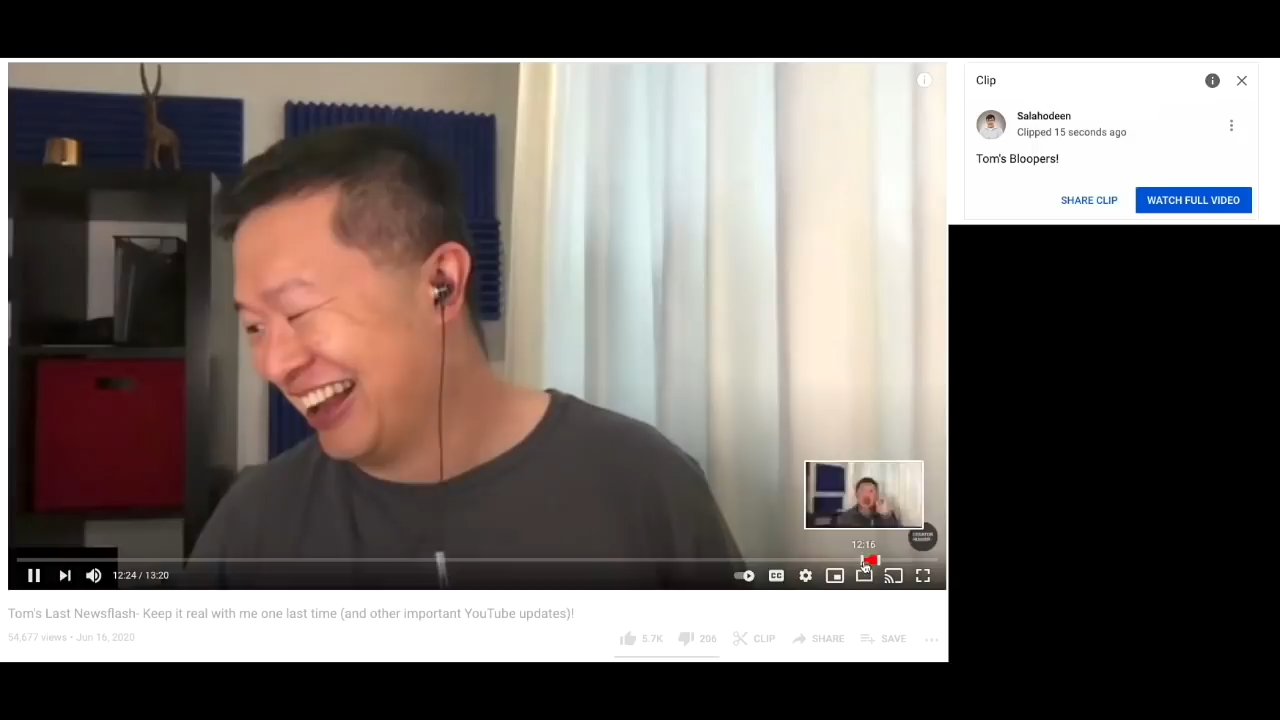 Clip
Salahodeen
Clipped 15 seconds ago
Tom's Bloopers!
SHARE CLIP
WATCH FULL VIDEO
12:16
12:24 / 13:20
CC
Tom's Last Newsflash- Keep it real with me one last time (and other important YouTube updates)!
54,677 views • Jun 16, 2020
5.7K
206
CLIP
SHARE
SAVE